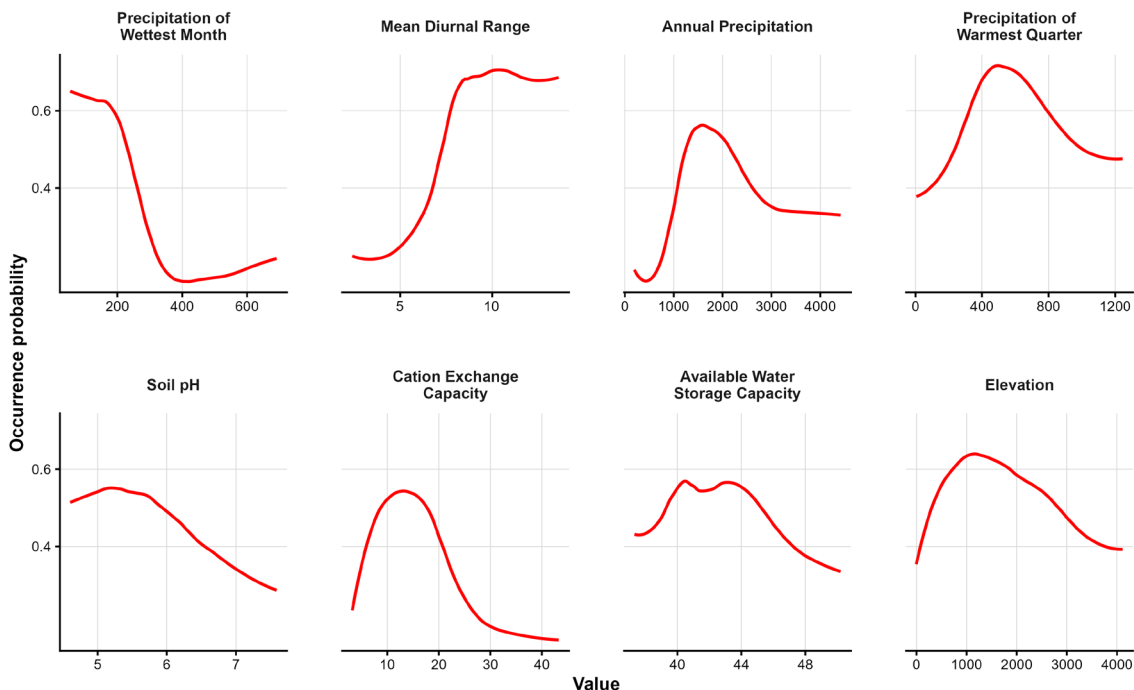 Precipitation of
Wettest Month
Mean Diurnal Range
Annual Precipitation
Precipitation of
Warmest Quarter
0.6
0.4
200
400
600
5
10
0
1000
2000
3000
4000
0
400
800
1200
Occurrence probability
Soil pH
Cation Exchange
Capacity
Available Water
Storage Capacity
Elevation
0.6
0.4
5
6
7
10
20
30
40
40
44
48
0
1000
2000
3000
4000
Value